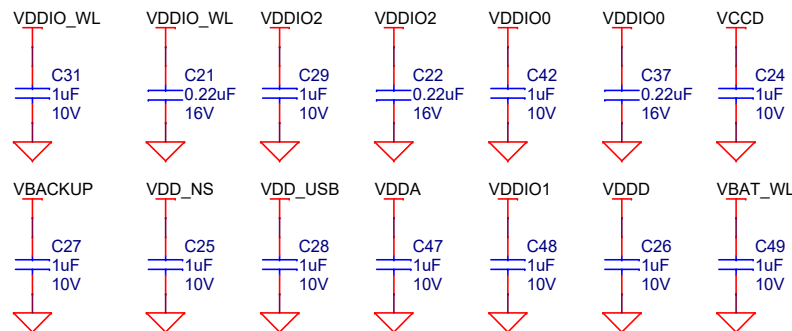 VDDIO_WL VDDIO_WL VDDIO2 VDDIO2 VDDIO0 VDDIO0 VCCD
C31 C21 C29 C22 C42 C37 C24
1uF 0.22uF 1uF 0.22uF 1uF 0.22uF 1uF
10V 16V 10V 16V 10V 16V 10V
VBACKUP VDD_NS VDD_USB VDDA VDDIO1 VDDD VBAT_WL
C27 C25 C28 C47 C48 C26 C49
1uF 1uF 1uF 1uF 1uF 1uF 1uF
10V 10V 10V 10V 10V 10V 10V